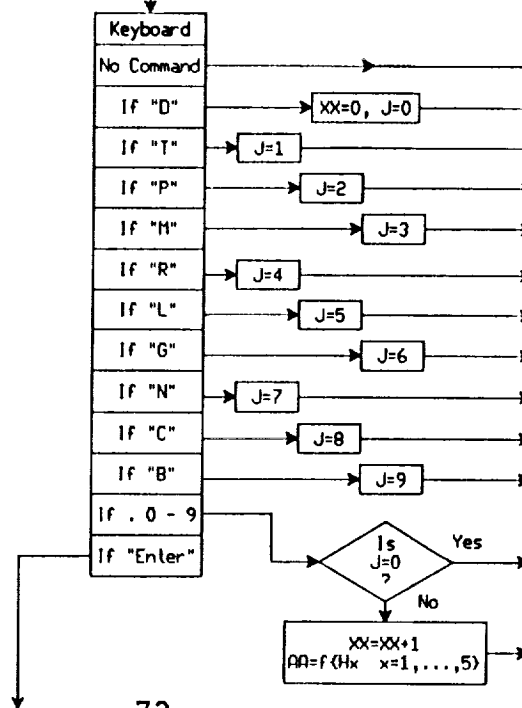 Keyboard
No Command
If "D"
XX=0, J=0
If "T"
J=1
If "P"
J=2
If "M"
J=3
If "R"
J=4
If "L"
J=5
If "G"
J=6
If "N"
J=7
If "C"
J=8
If "B"
J=9
If . 0 - 9
If "Enter"
Is
J=0
?
Yes
No
XX=XX+1
AA=f{Hx x=1,...,5}